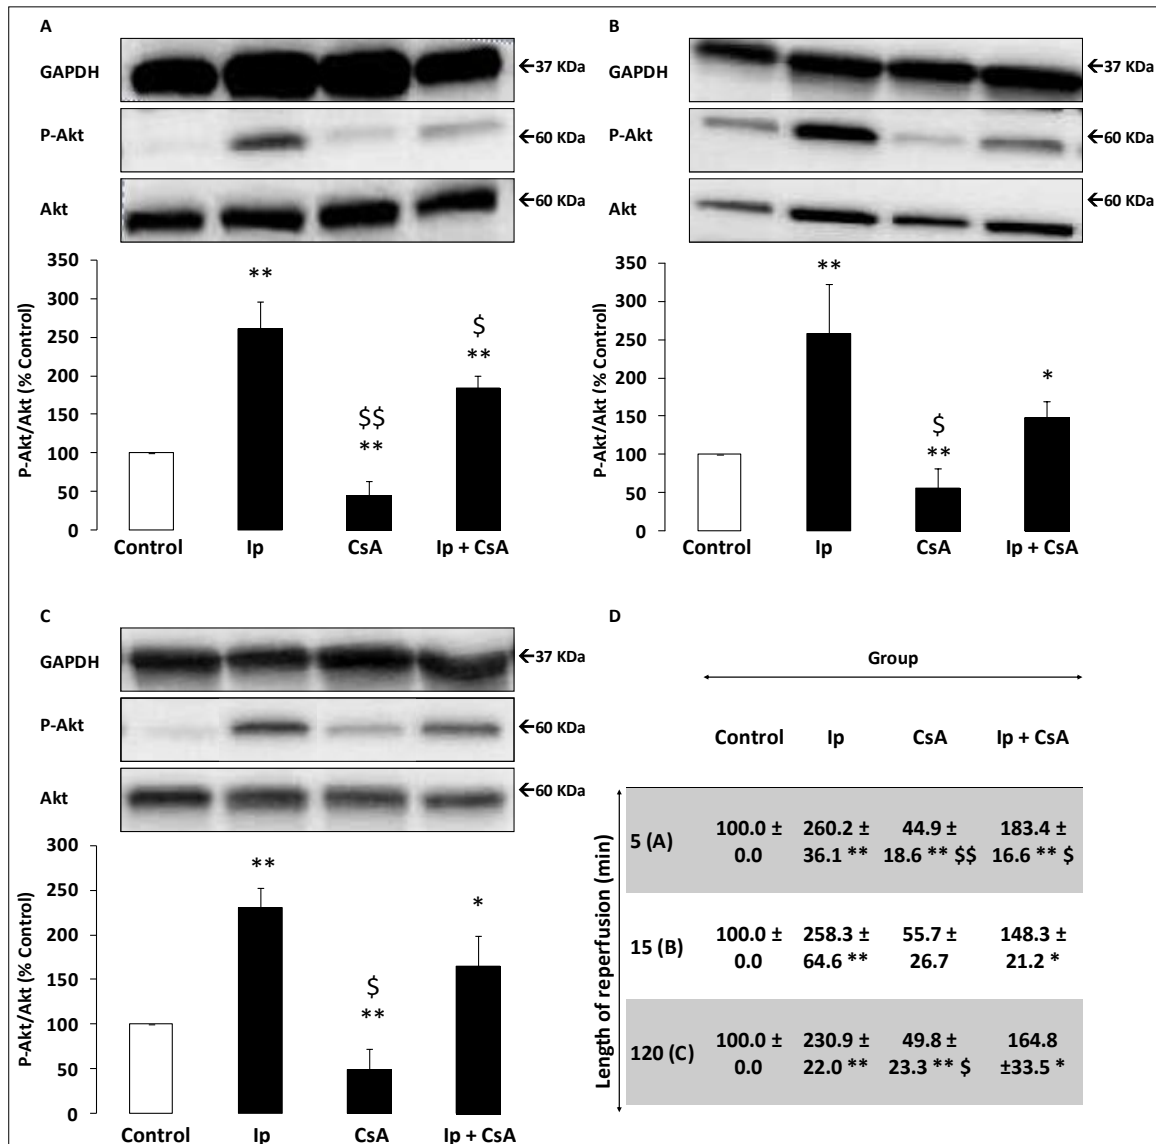 A
GAPDH
←37 KDa
P-Akt
←60 KDa
Akt
←60 KDa
P-Akt/Akt (% Control)
350
300
250
200
150
100
50
0
**
$$
**
$
**
Control Ip CsA Ip + CsA
B
GAPDH
←37 KDa
P-Akt
←60 KDa
Akt
←60 KDa
P-Akt/Akt (% Control)
350
300
250
200
150
100
50
0
**
$
**
*
Control Ip CsA Ip + CsA
C
GAPDH
←37 KDa
P-Akt
←60 KDa
Akt
←60 KDa
P-Akt/Akt (% Control)
300
250
200
150
100
50
0
**
$
**
*
Control Ip CsA Ip + CsA
D
Group
Control Ip CsA Ip + CsA
Length of reperfusion (min)
5 (A) 100.0 ± 260.2 ± 44.9 ± 183.4 ±
0.0 36.1 ** 18.6 ** $$ 16.6 ** $
15 (B) 100.0 ± 258.3 ± 55.7 ± 148.3 ±
0.0 64.6 ** 26.7 21.2 *
120 (C) 100.0 ± 230.9 ± 49.8 ± 164.8
0.0 22.0 ** 23.3 ** $ ±33.5 *